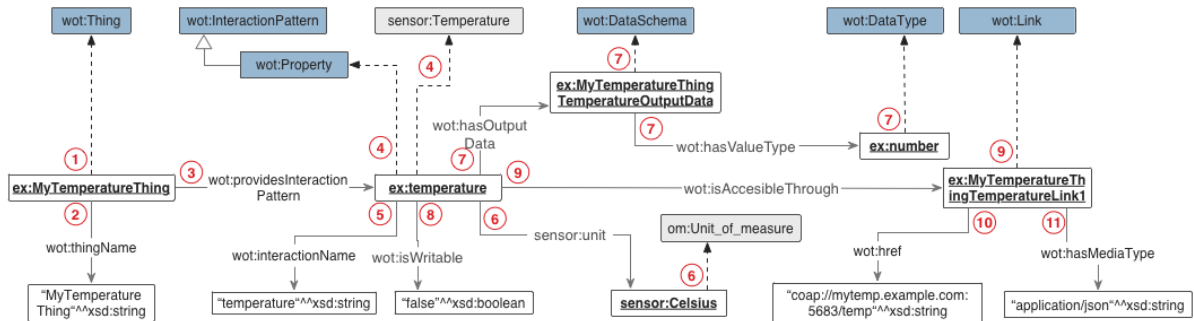 wot:Thing
wot:InteractionPattern
sensor:Temperature
wot:DataSchema
wot:DataType
wot:Link
wot:Property
4
4
7
ex:MyTemperatureThing
TemperatureOutputData
wot:hasOutput
Data
7
wot:hasValueType
7
ex:number
1
3
4
7
9
9
ex:MyTemperatureThing
wot:providesInteraction
Pattern
ex:temperature
wot:isAccesibleThrough
ex:MyTemperatureTh
ingTemperatureLink1
2
5
8
6
10
11
wot:thingName
wot:interactionName
wot:isWritable
sensor:unit
om:Unit_of_measure
wot:href
wot:hasMediaType
6
“MyTemperature
Thing“^^xsd:string
“temperature“^^xsd:string
“false”^^xsd:boolean
sensor:Celsius
“coap://mytemp.example.com:
5683/temp“^^xsd:string
“application/json“^^xsd:string